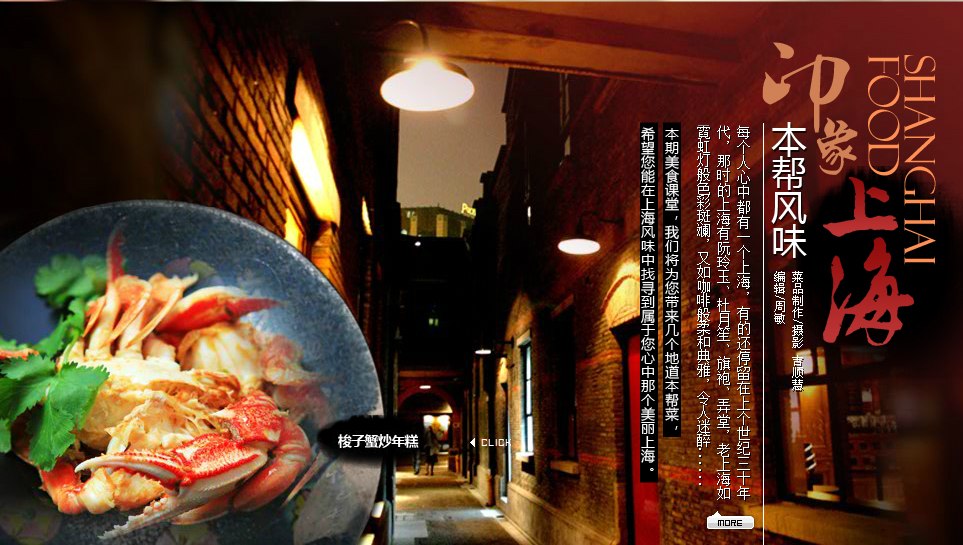 SHANGHAI
FOOD
印象
上海
本帮风味
菜品制作/摄影 吉顺慧
编辑/周敏
每个人心中都有一个上海，有的还停留在上个世纪三十年
代，那时的上海有阮玲玉、杜月笙、旗袍、弄堂，老上海如
霓虹灯般色彩斑斓，又如咖啡般柔和典雅，令人迷醉....
本期美食课堂，我们将为您带来几个地道本帮菜，
希望您能在上海风味中找寻到属于您心中那个美丽上海。
MORE
梭子蟹炒年糕
CLICK